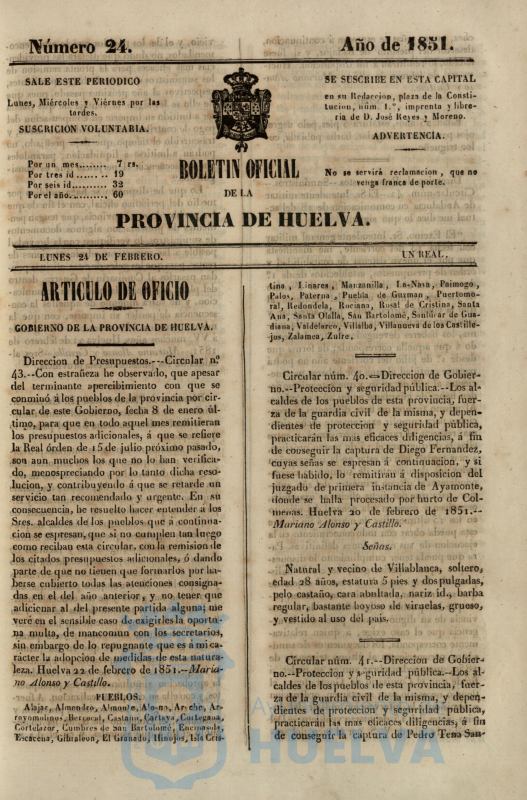 Número 24.
Año de 1851.
SALE ESTE PERIODICO
Lunes, Miércoles y Viérnes por las
tardes.
SUSCRICION VOLUNTARIA.
Por un mes......... 7 rs.
Por tres id........ 19
Por seis id.......... 32
Por el año.......... 60
SE SUSCRIBE EN ESTA CAPITAL
en su Redaccion, plaza de la Consti-
tucion, núm. 1.º, imprenta y libre-
ria de D. José Reyes y Moreno.
ADVERTENCIA.
No se servirá reclamacion, que no
venga franca de porte.
BOLETIN OFICIAL
DE LA
PROVINCIA DE HUELVA.
LUNES 24 DE FEBRERO.
UN REAL.
ARTICULO DE OFICIO
GOBIERNO DE LA PROVINCIA DE HUELVA.
Direccion de Presupuestos.---Circular nº
43.--Con estrañeza he observado, que apesar
del terminante apercibimiento con que se
conminó á los pueblos de la provincia por cir-
cular de este Gobierno, fecha 8 de enero úl-
timo, para que en todo aquel mes remitieran
los presupuestos adicionales, á que se refiere
la Real órden de 15 de julio próximo pasado,
son aun muchos los que no lo han verifica-
do, menospreciando por lo tanto dicha reso-
lucion, y contribuyendo á que se retarde un
servicio tan recomendado y urgente. En su
consecuencia, he resuelto hacer entender á los
Sres. alcaldes de los pueblos que á continua-
cion se espresan, que si no cumplen tan luego
como reciban esta circular, con la remision de
los citados presupuestos adicionales, ó dando
parte de que no tienen que formarlos por ha-
berse cubierto todas las atenciones consigna-
das en el del año anterior, y no tener que
adicionar al del presente partida alguna; me
veré en el sensible caso de exigirles la oportu-
na multa, de mancomun con los secretarios,
sin embargo de lo repugnante que es á mi ca-
rácter la adopcion de medidas de esta natura-
leza. Huelva 22 de febrero de 1851.--Maria-
no Alonso y Castillo.
PUEBLOS.
Alajar, Almendro, Almonte, Alosno, Aroche, Ar-
royomolinos, Berrocal, Castaño, Cartaya, Cortegana,
Cortelazor, Cumbres de San Bartolomé, Encinasola,
Escacena, Gibraleon, El Granado, Hinojos, Isla Cris-
tina, Linares, Manzanilla, La-Nava, Paimogo,
Palos, Paterna, Puebla de Guzman, Puertomo-
ral, Redondela, Rociana, Rosal de Cristina, Santa
Ana, Santa Olalla, San Bartolomé, Sanlúcar de Gua-
diana, Valdelarco, Villalba, Villanueva de los Castille-
jos, Zalamea, Zufre.
Circular núm. 40.--Direccion de Gobier-
no.--Proteccion y seguridad pública.--Los al-
caldes de los pueblos de esta provincia, fuer-
za de la guardia civil de la misma, y depen-
dientes de proteccion y seguridad pública,
practicarán las mas eficaces diligencias, á fin
de conseguir la captura de Diego Fernandez,
cuyas señas se espresan á continuacion, y si
fuese habido, lo remitirán á disposicion del
juzgado de primera instancia de Ayamonte,
donde se halla procesado por hurto de Col-
menas. Huelva 20 de febrero de 1851.--
Mariano Alonso y Castillo.
Señas.
Natural y vecino de Villablanca, soltero,
edad 28 años, estatura 5 pies y dos pulgadas,
pelo castaño, cara abultada, nariz id., barba
regular, bastante hoyoso de viruelas, grueso,
y vestido al uso del pais.
Circular núm. 41.--Direccion de Gobier-
no.--Proteccion y seguridad pública.--Los al-
caldes de los pueblos de esta provincia, fuer-
za de la guardia civil de la misma, y depen-
dientes de proteccion y seguridad pública,
practicarán las mas eficaces diligencias, á fin
de conseguir la captura de Pedro Tena San-
HUELVA